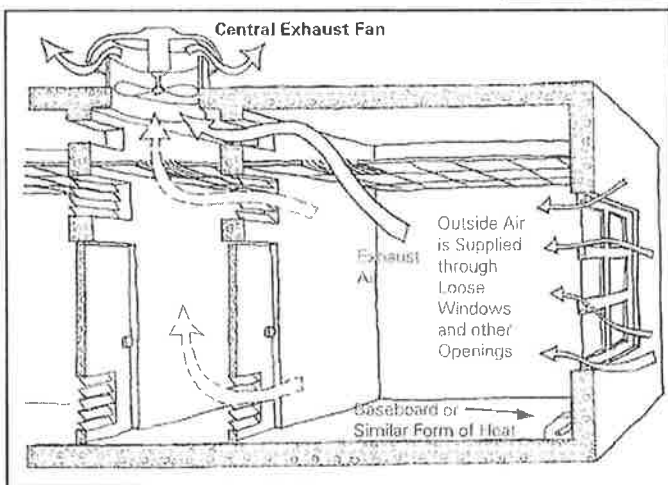 Central Exhaust Fan
Exhaust
Air
Outside Air
is Supplied
through
Loose
Windows
and other
Openings
Baseboard or
Similar Form of Heat